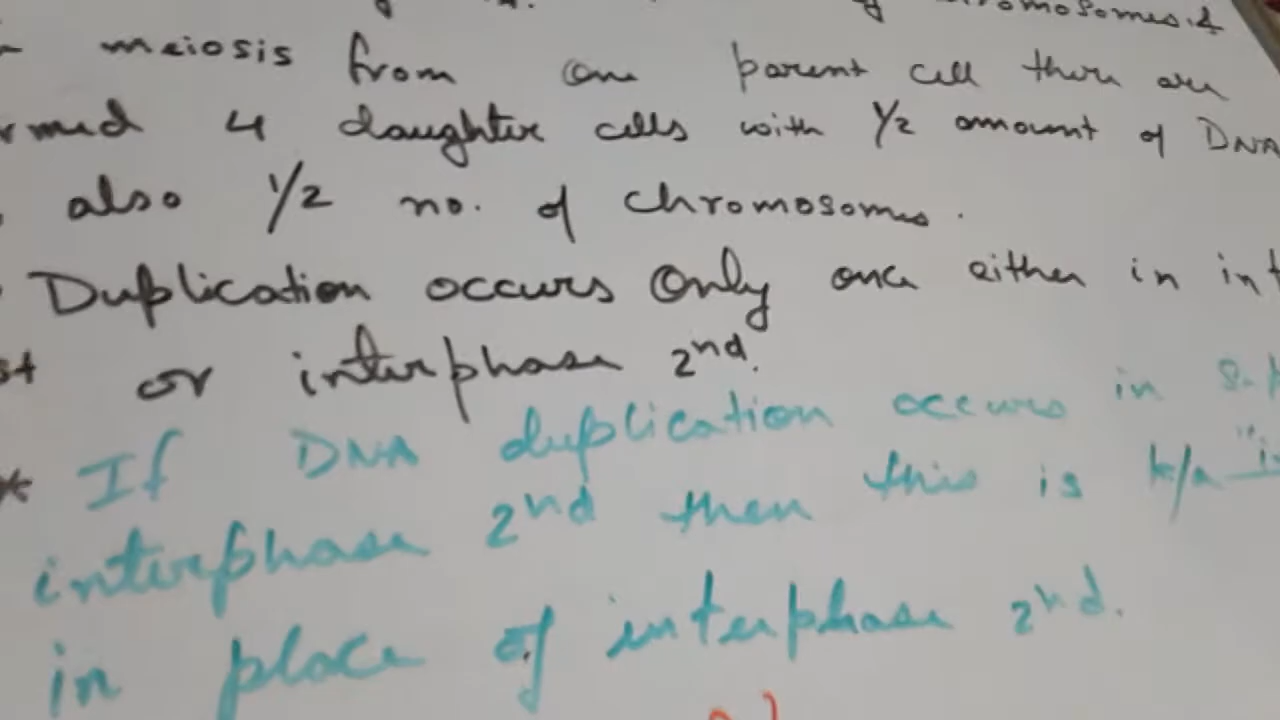 chromosomes &
meiosis from one parent cell there are
rmed 4 daughter cells with 1/2 amount of DNA
also 1/2 no. of chromosomes.
Duplication occurs Only once either in int
st or interphase 2nd.
* If DNA duplication occurs in
interphase 2nd then this is k/a "in
in place of interphase 2nd.